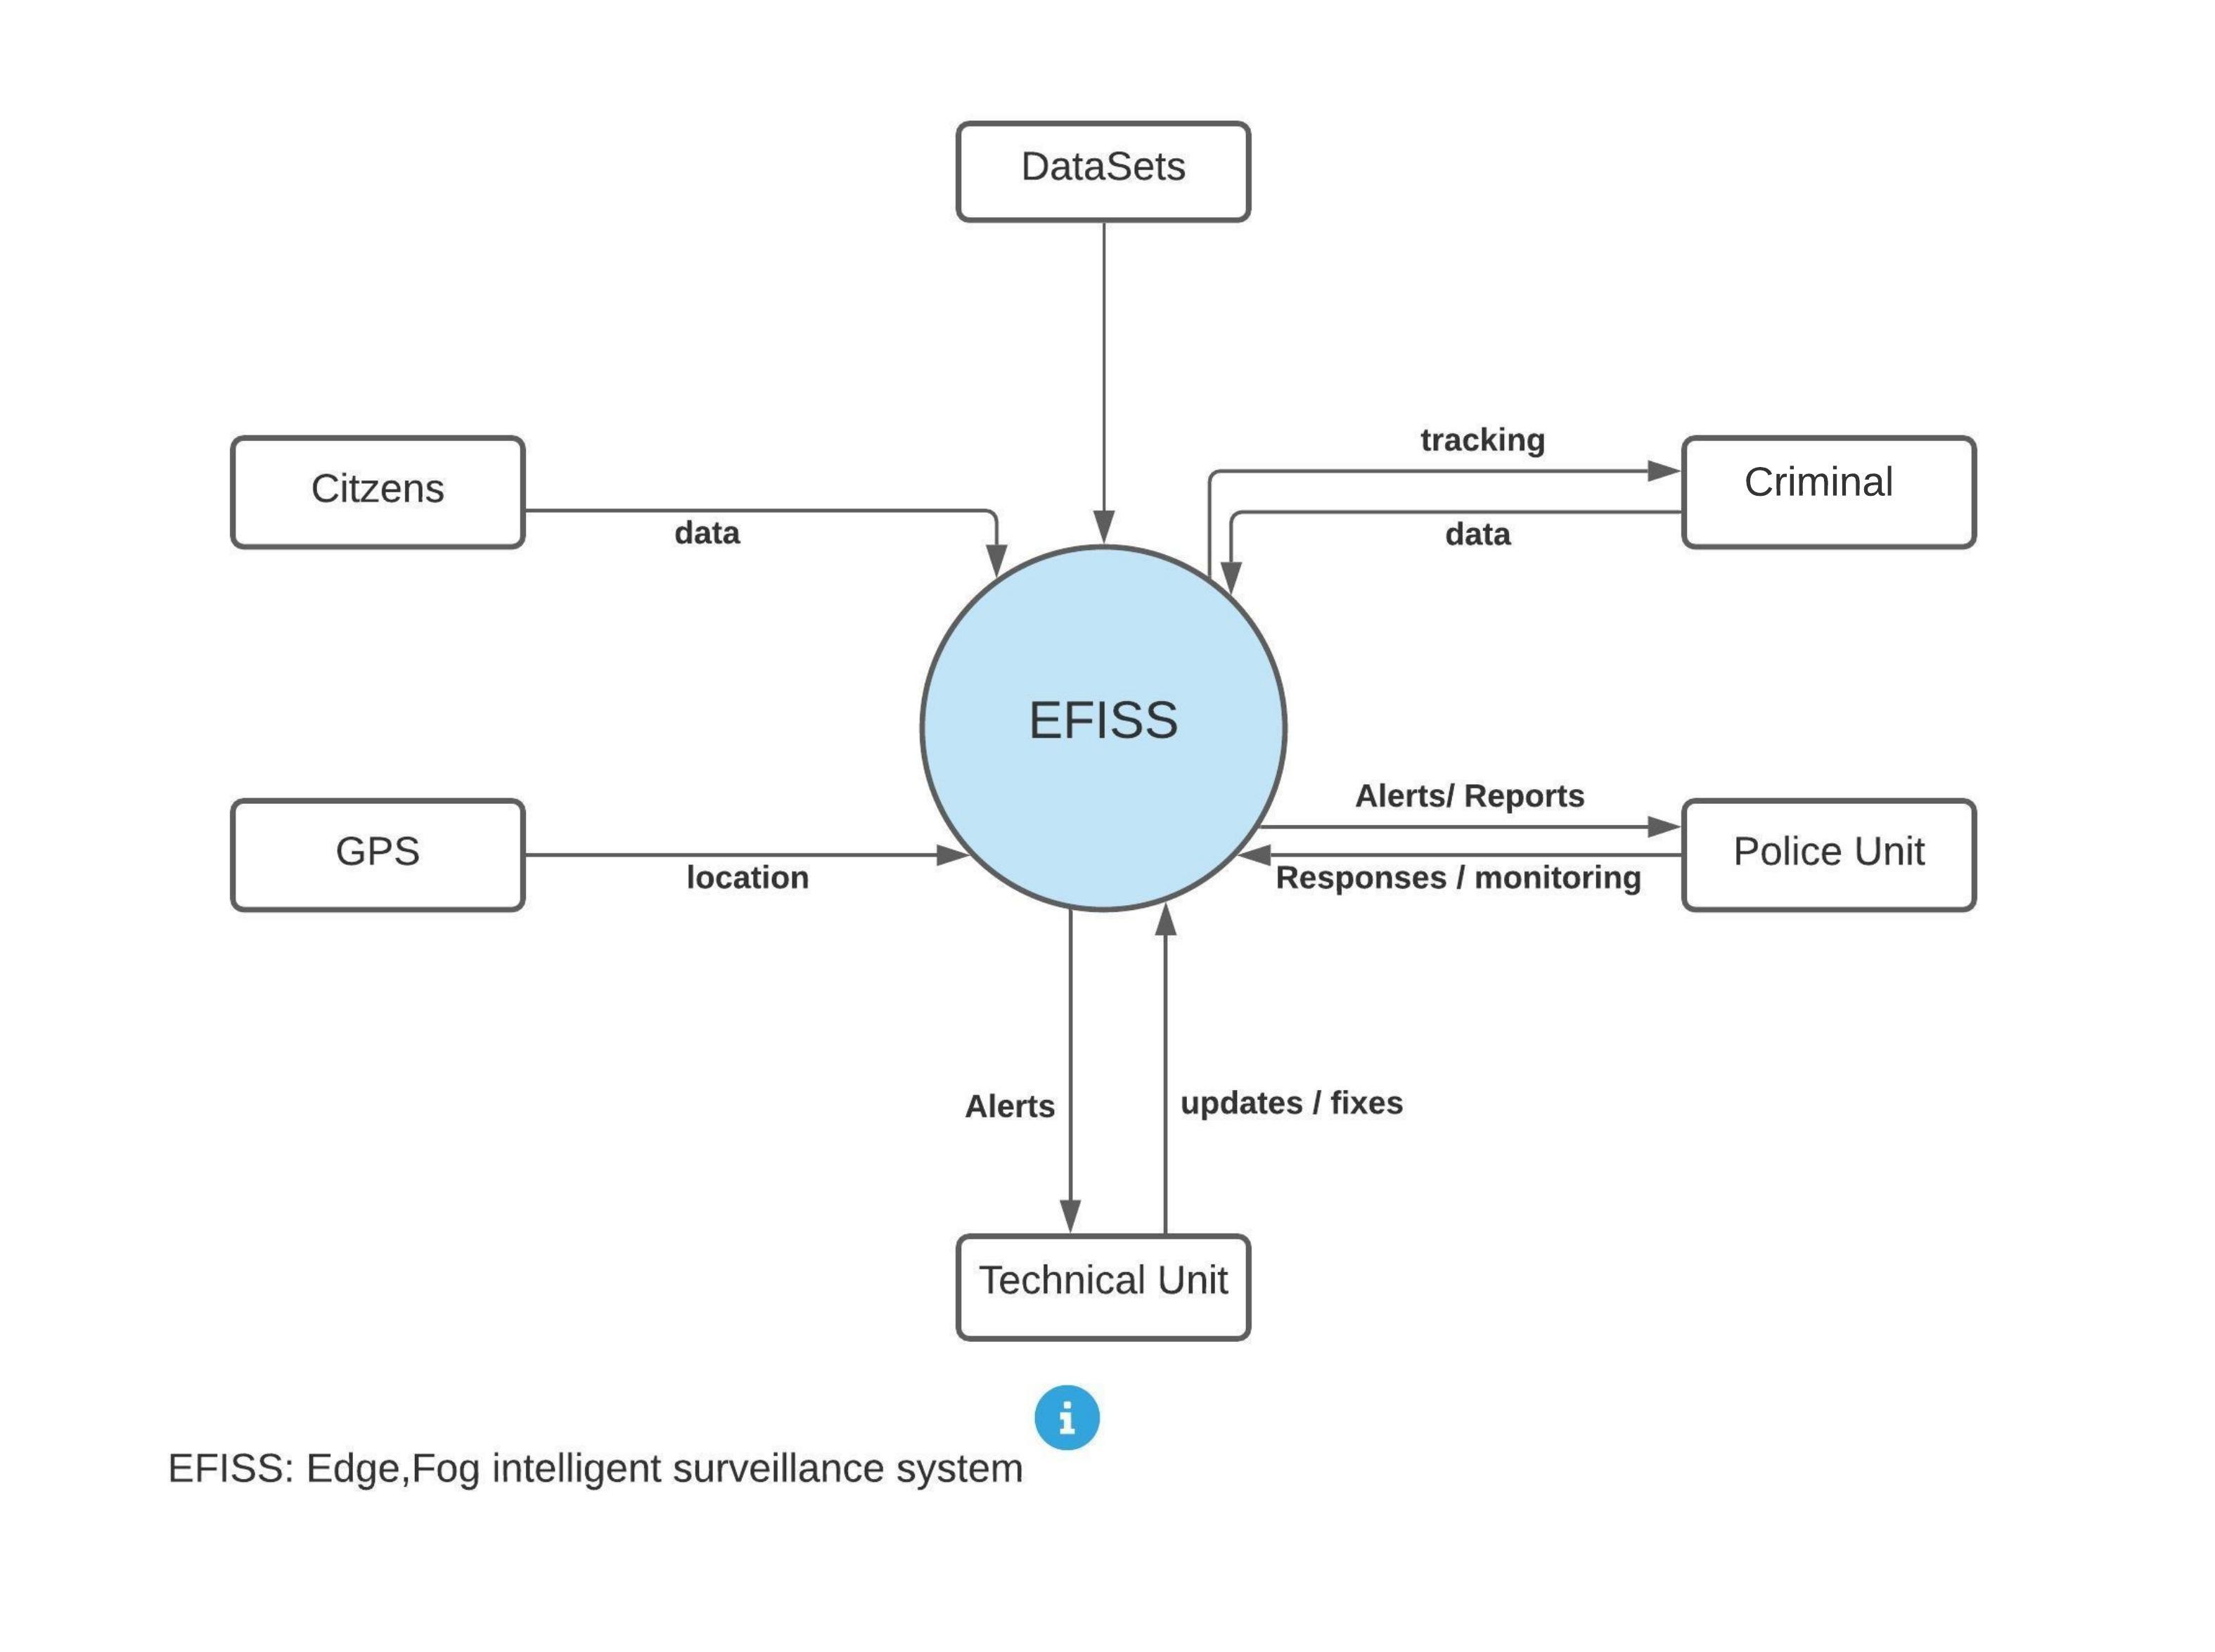 DataSets
tracking
Citzens
Criminal
data
data
EFISS
Alerts/ Reports
GPS
Police Unit
location
Responses / monitoring
Alerts
updates / fixes
Technical Unit
i
EFISS: Edge,Fog intelligent surveillance system